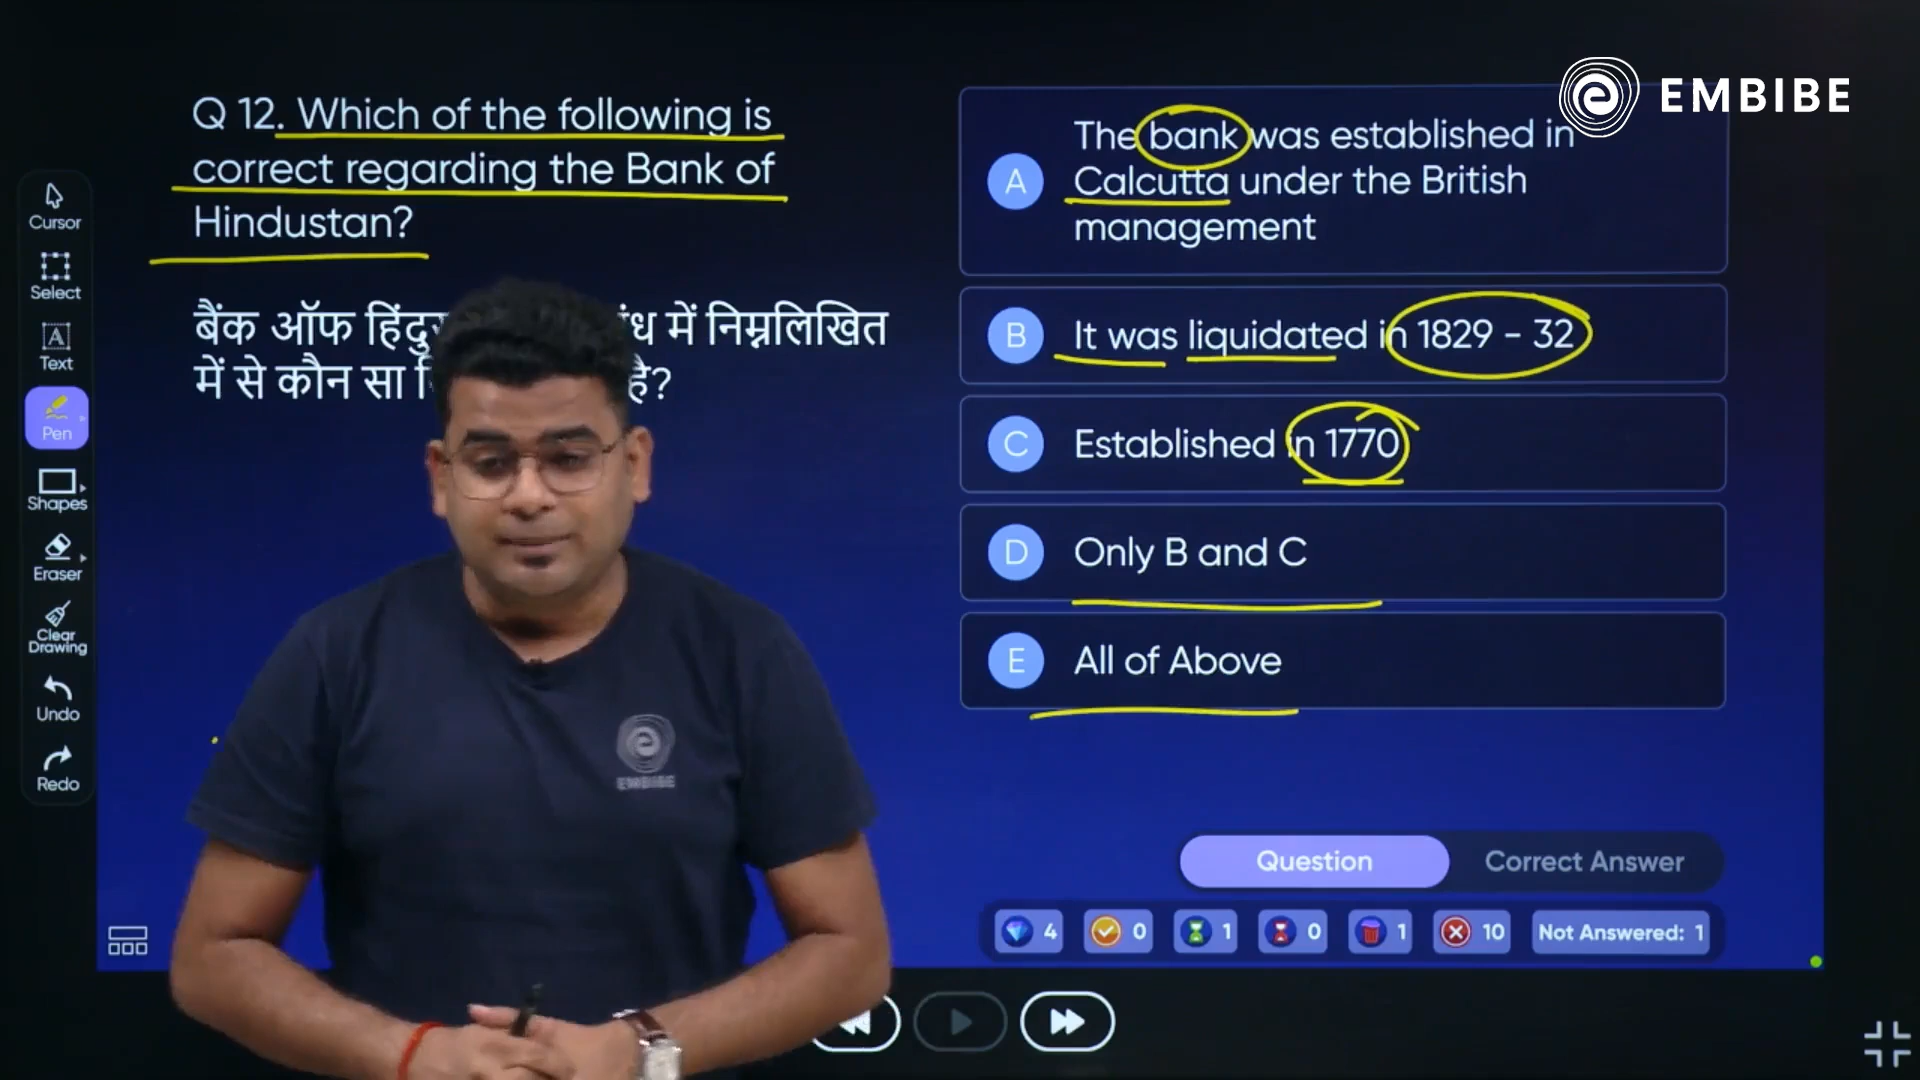 EMBIBE
Q 12. Which of the following is
correct regarding the Bank of
Hindustan?
बैंक ऑफ में निम्नलिखित
में से कौन सा है?
A The bank was established in
Calcutta under the British
management
B It was liquidated in 1829 - 32
C Established in 1770
D Only B and C
E All of Above
Cursor
Select
A
Text
Pen
Shapes
Eraser
Clear
Drawing
Undo
Redo
EMBIBE
Question Correct Answer
4 0 1 0 1 10 Not Answered: 1